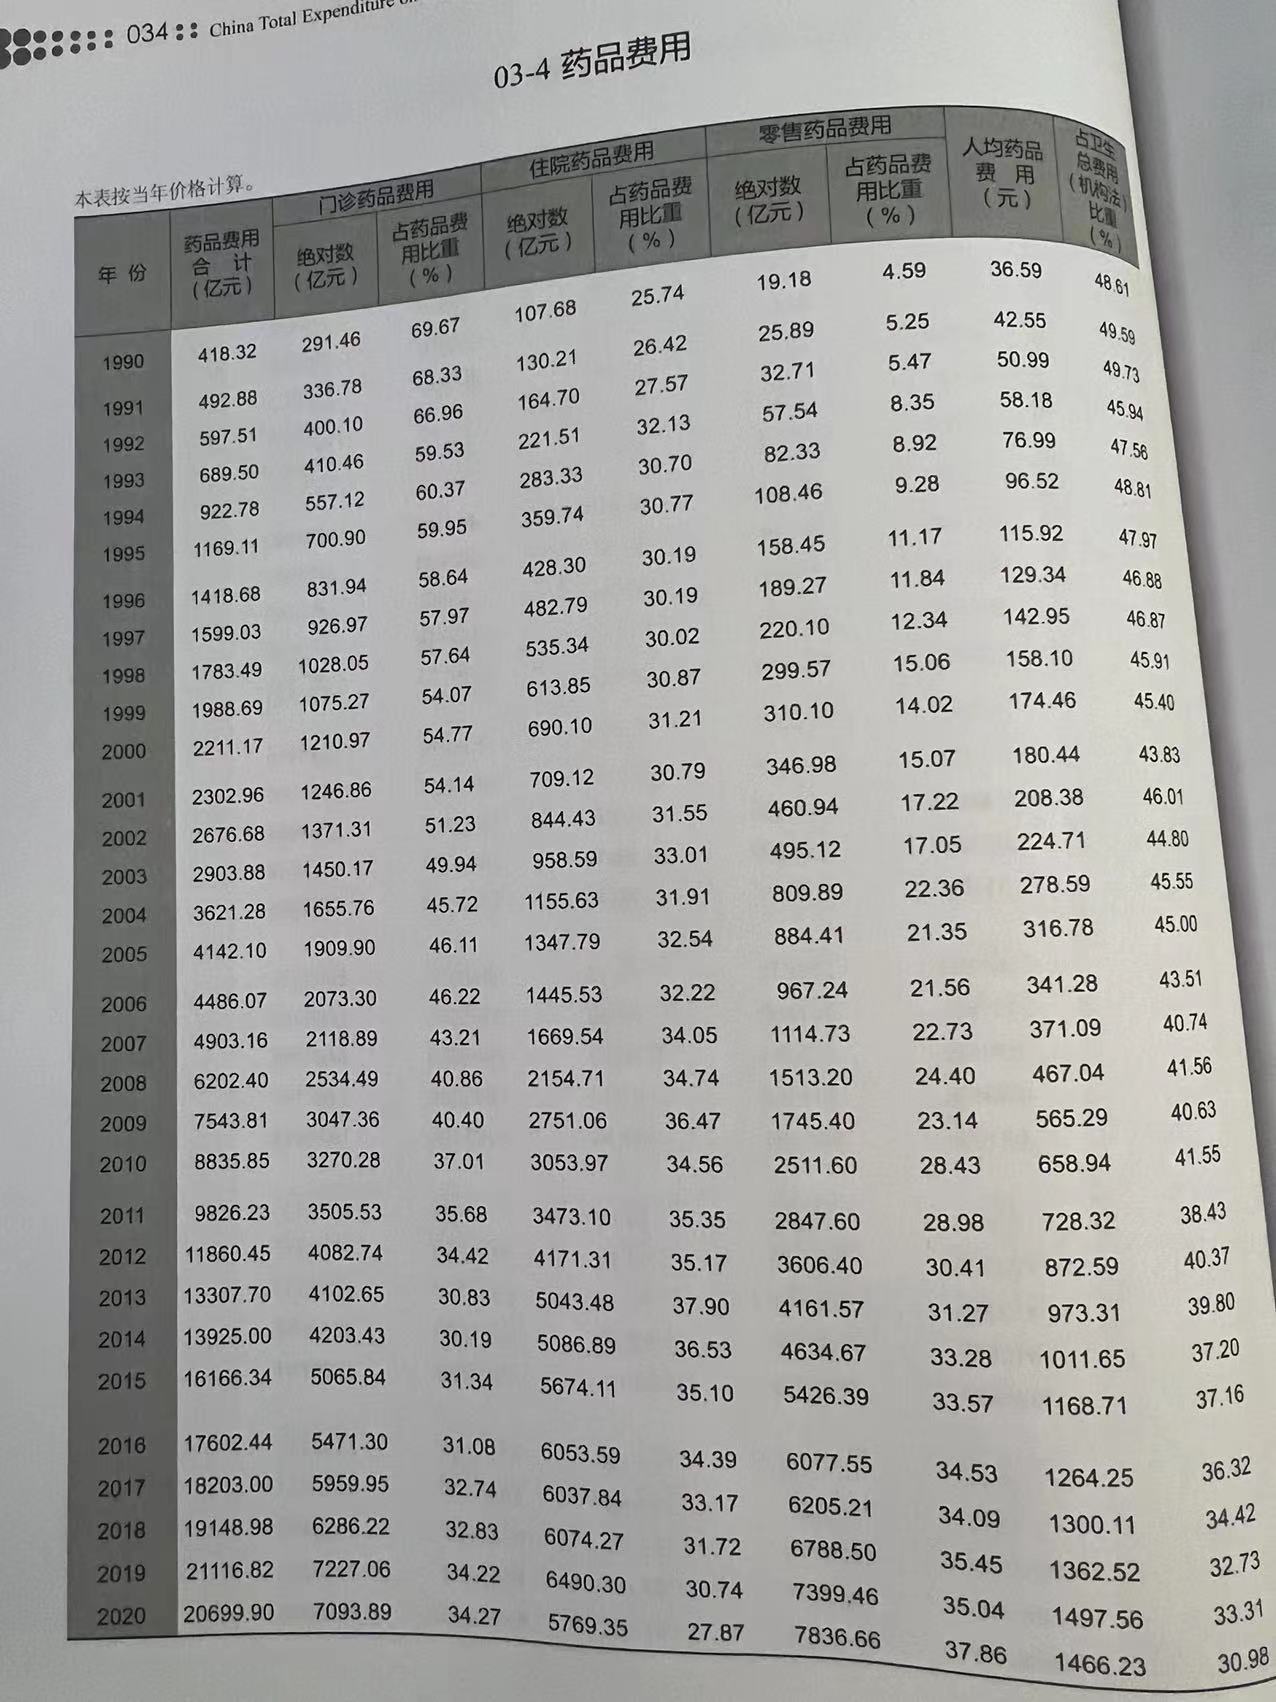 034 China Total Expenditure
03-4 药品费用
本表按当年价格计算。
年 份 药品费用合 计（亿元） 门诊药品费用 住院药品费用 零售药品费用 人均药品费 用（元） 占卫生总费用（机构法）比重（%）
绝对数（亿元） 占药品费用比重（%） 绝对数（亿元） 占药品费用比重（%） 绝对数（亿元） 占药品费用比重（%）
1990 418.32 291.46 69.67 107.68 25.74 19.18 4.59 36.59 48.61
1991 492.88 336.78 68.33 130.21 26.42 25.89 5.25 42.55 49.59
1992 597.51 400.10 66.96 164.70 27.57 32.71 5.47 50.99 49.73
1993 689.50 410.46 59.53 221.51 32.13 57.54 8.35 58.18 45.94
1994 922.78 557.12 60.37 283.33 30.70 82.33 8.92 76.99 47.56
1995 1169.11 700.90 59.95 359.74 30.77 108.46 9.28 96.52 48.81
1996 1418.68 831.94 58.64 428.30 30.19 158.45 11.17 115.92 47.97
1997 1599.03 926.97 57.97 482.79 30.19 189.27 11.84 129.34 46.88
1998 1783.49 1028.05 57.64 535.34 30.02 220.10 12.34 142.95 46.87
1999 1988.69 1075.27 54.07 613.85 30.87 299.57 15.06 158.10 45.91
2000 2211.17 1210.97 54.77 690.10 31.21 310.10 14.02 174.46 45.40
2001 2302.96 1246.86 54.14 709.12 30.79 346.98 15.07 180.44 43.83
2002 2676.68 1371.31 51.23 844.43 31.55 460.94 17.22 208.38 46.01
2003 2903.88 1450.17 49.94 958.59 33.01 495.12 17.05 224.71 44.80
2004 3621.28 1655.76 45.72 1155.63 31.91 809.89 22.36 278.59 45.55
2005 4142.10 1909.90 46.11 1347.79 32.54 884.41 21.35 316.78 45.00
2006 4486.07 2073.30 46.22 1445.53 32.22 967.24 21.56 341.28 43.51
2007 4903.16 2118.89 43.21 1669.54 34.05 1114.73 22.73 371.09 40.74
2008 6202.40 2534.49 40.86 2154.71 34.74 1513.20 24.40 467.04 41.56
2009 7543.81 3047.36 40.40 2751.06 36.47 1745.40 23.14 565.29 40.63
2010 8835.85 3270.28 37.01 3053.97 34.56 2511.60 28.43 658.94 41.55
2011 9826.23 3505.53 35.68 3473.10 35.35 2847.60 28.98 728.32 38.43
2012 11860.45 4082.74 34.42 4171.31 35.17 3606.40 30.41 872.59 40.37
2013 13307.70 4102.65 30.83 5043.48 37.90 4161.57 31.27 973.31 39.80
2014 13925.00 4203.43 30.19 5086.89 36.53 4634.67 33.28 1011.65 37.20
2015 16166.34 5065.84 31.34 5674.11 35.10 5426.39 33.57 1168.71 37.16
2016 17602.44 5471.30 31.08 6053.59 34.39 6077.55 34.53 1264.25 36.32
2017 18203.00 5959.95 32.74 6037.84 33.17 6205.21 34.09 1300.11 34.42
2018 19148.98 6286.22 32.83 6074.27 31.72 6788.50 35.45 1362.52 32.73
2019 21116.82 7227.06 34.22 6490.30 30.74 7399.46 35.04 1497.56 33.31
2020 20699.90 7093.89 34.27 5769.35 27.87 7836.66 37.86 1466.23 30.98